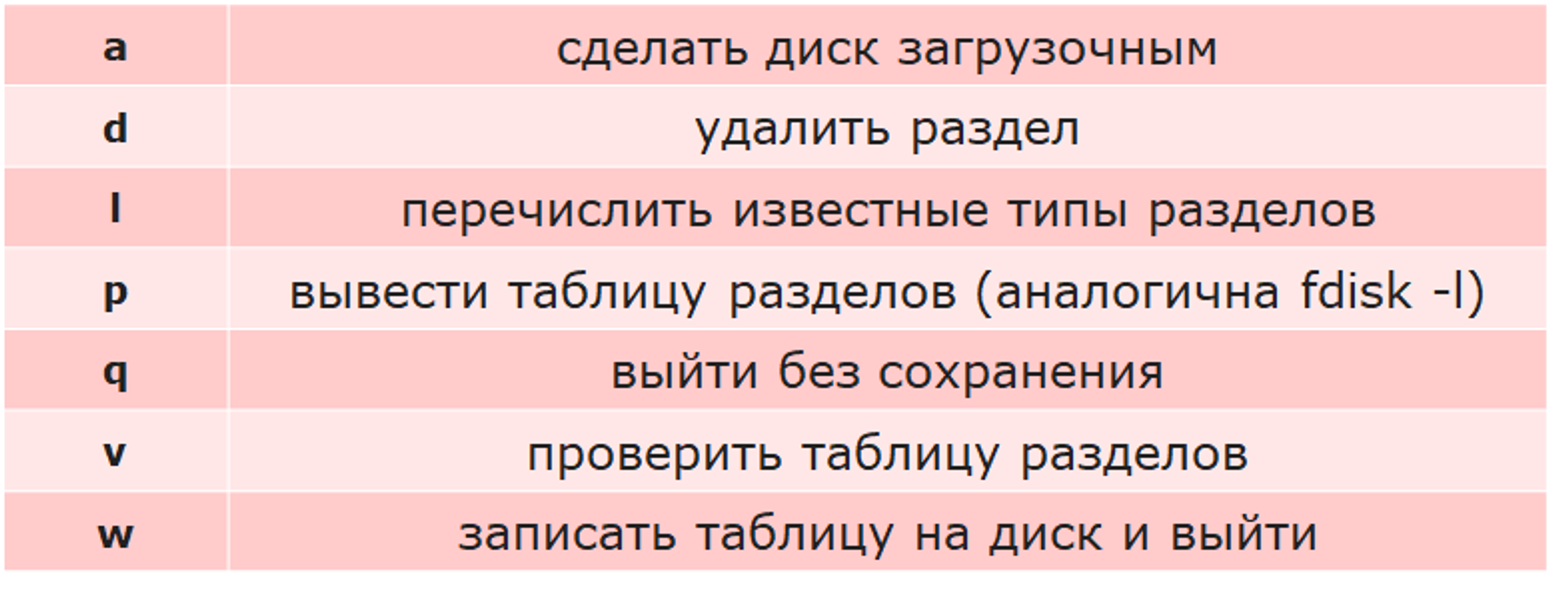 a сделать диск загрузочным
d удалить раздел
l перечислить известные типы разделов
p вывести таблицу разделов (аналогична fdisk -l)
q выйти без сохранения
v проверить таблицу разделов
w записать таблицу на диск и выйти